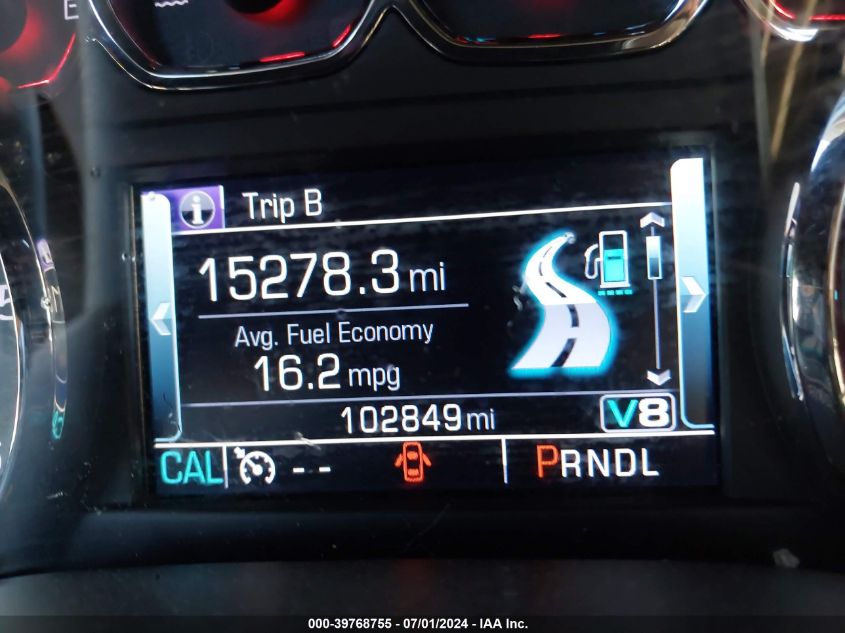 E
Trip B
15278.3 mi
Avg. Fuel Economy
16.2 mpg
102849 mi
V8
CAL -- PRNDL
000-39768755 - 07/01/2024 - IAA Inc.